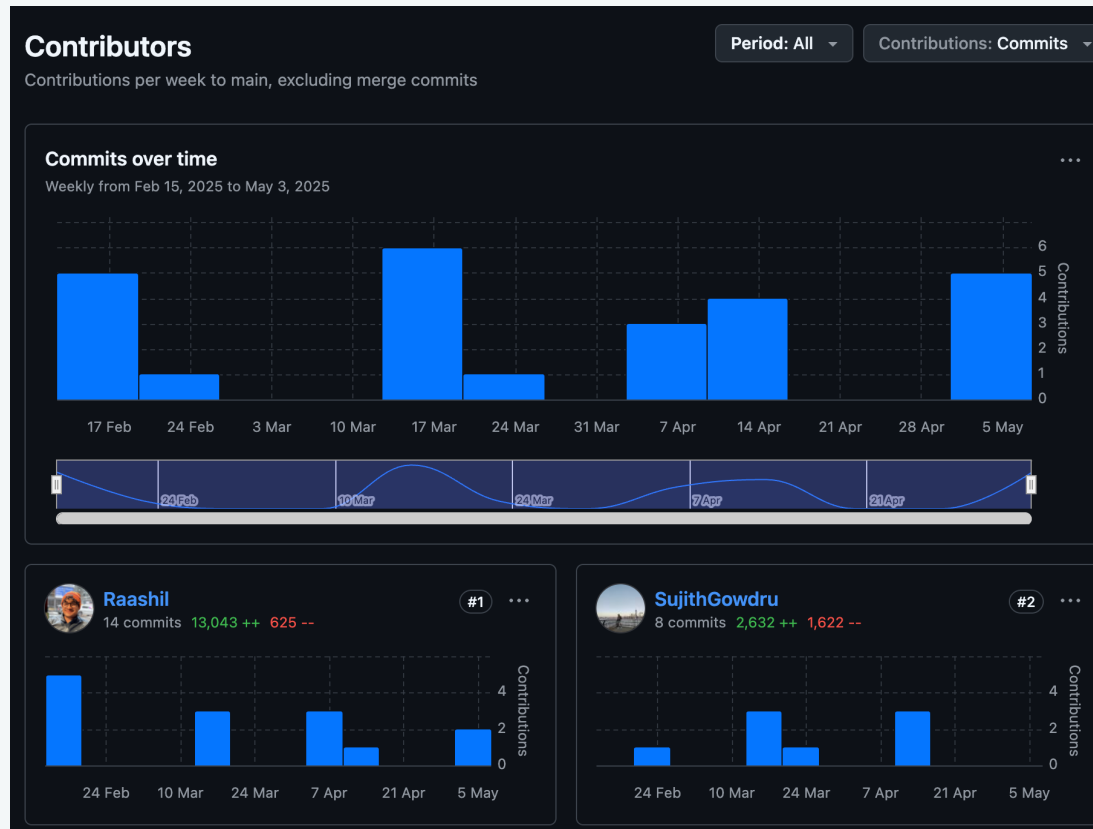 Contributors
Period: All
Contributions: Commits
Contributions per week to main, excluding merge commits
Commits over time
Weekly from Feb 15, 2025 to May 3, 2025
6
5
4
3
2
1
0
Contributions
17 Feb 24 Feb 3 Mar 10 Mar 17 Mar 24 Mar 31 Mar 7 Apr 14 Apr 21 Apr 28 Apr 5 May
24 Feb 10 Mar 24 Mar 7 Apr 21 Apr
Raashil
#1
14 commits 13,043 ++ 625 --
4
2
0
Contributions
24 Feb 10 Mar 24 Mar 7 Apr 21 Apr 5 May
SujithGowdru
#2
8 commits 2,632 ++ 1,622 --
4
2
0
Contributions
24 Feb 10 Mar 24 Mar 7 Apr 21 Apr 5 May